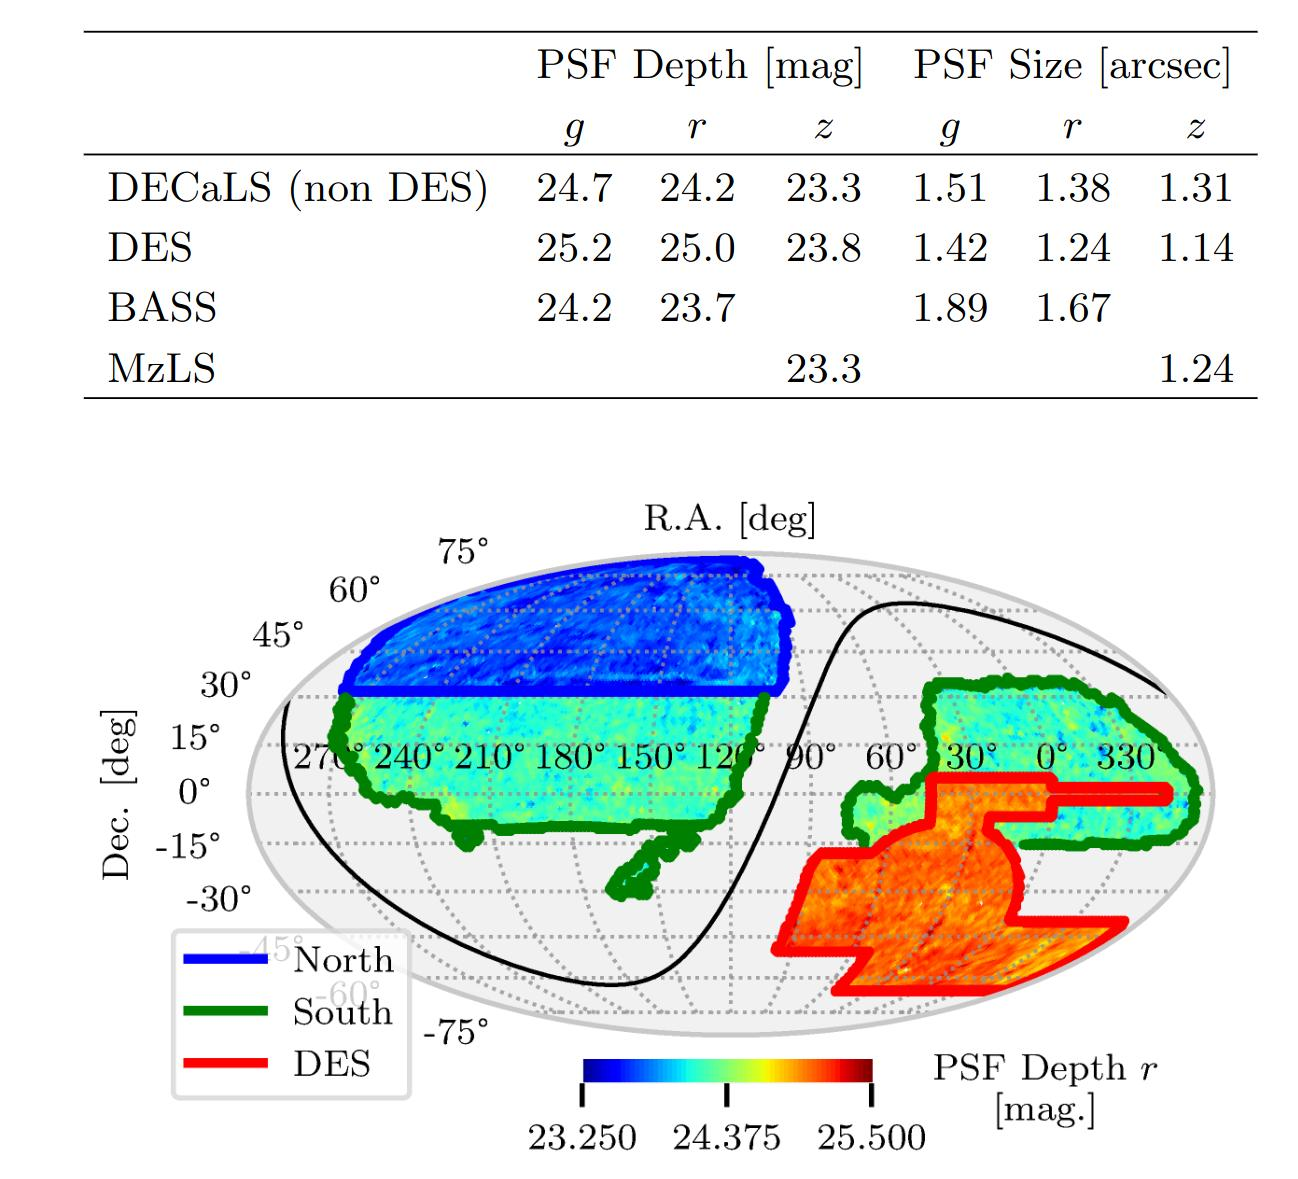 PSF Depth [mag] PSF Size [arcsec]
g r z g r z
DECaLS (non DES) 24.7 24.2 23.3 1.51 1.38 1.31
DES 25.2 25.0 23.8 1.42 1.24 1.14
BASS 24.2 23.7 1.89 1.67
MzLS 23.3 1.24
R.A. [deg]
75°
60°
45°
30°
15°
270° 240° 210° 180° 150° 120° 90° 60° 30° 0° 330°
0°
Dec. [deg]
-15°
-30°
-45°
-60°
-75°
North
South
DES
PSF Depth r
[mag.]
23.250 24.375 25.500